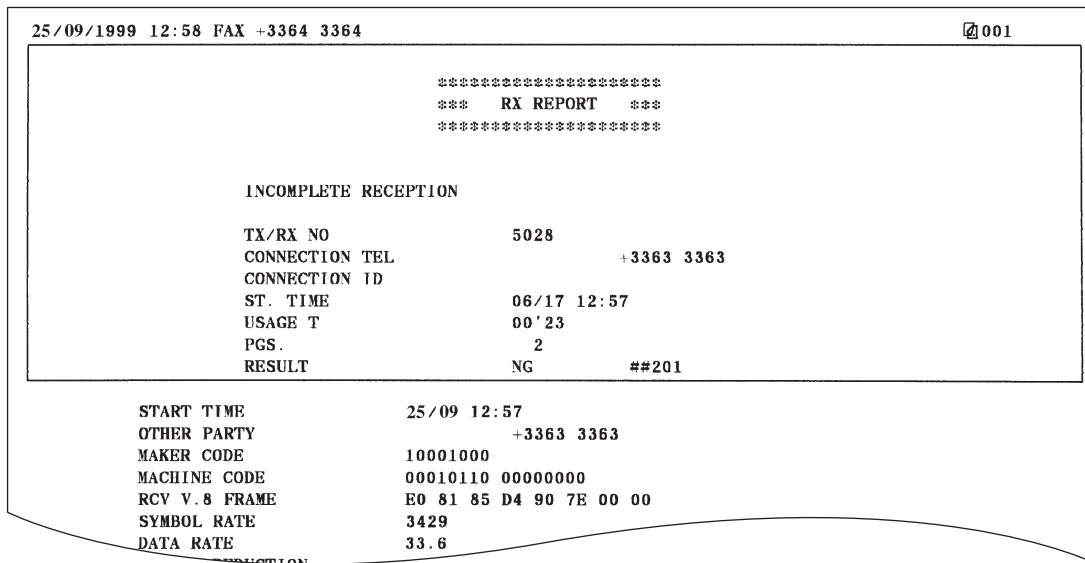 25/09/1999 12:58 FAX +3364 3364 001
*********************
*** RX REPORT ***
*********************
INCOMPLETE RECEPTION
TX/RX NO 5028
CONNECTION TEL +3363 3363
CONNECTION ID
ST. TIME 06/17 12:57
USAGE T 00'23
PGS. 2
RESULT NG ##201
START TIME 25/09 12:57
OTHER PARTY +3363 3363
MAKER CODE 10001000
MACHINE CODE 00010110 00000000
RCV V.8 FRAME E0 81 85 D4 90 7E 00 00
SYMBOL RATE 3429
DATA RATE 33.6